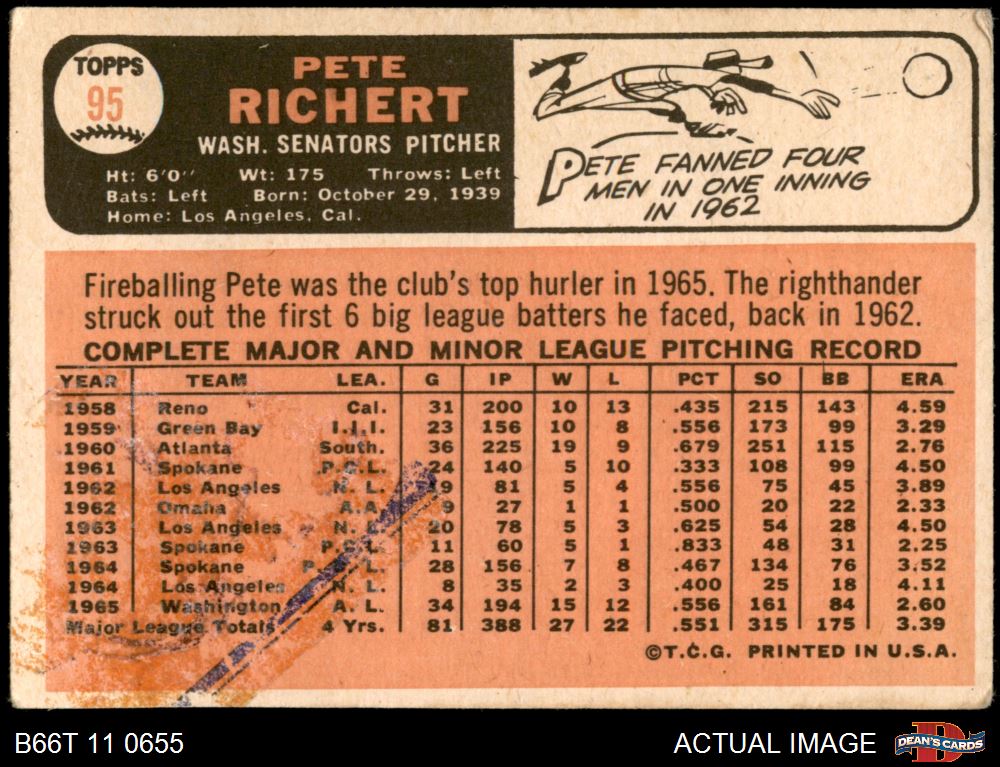 TOPPS
95
PETE
RICHERT
WASH. SENATORS PITCHER
Ht: 6'0" Wt: 175 Throws: Left
Bats: Left Born: October 29, 1939
Home: Los Angeles, Cal.
PETE FANNED FOUR
MEN IN ONE INNING
IN 1962
Fireballing Pete was the club's top hurler in 1965. The righthander
struck out the first 6 big league batters he faced, back in 1962.
COMPLETE MAJOR AND MINOR LEAGUE PITCHING RECORD
YEAR TEAM LEA. G IP W L PCT SO BB ERA
1958 Reno Cal. 31 200 10 13 .435 215 143 4.59
1959 Green Bay I.I.I. 23 156 10 8 .556 173 99 3.29
1960 Atlanta South. 36 225 19 9 .679 251 115 2.76
1961 Spokane P.C.L. 24 140 5 10 .333 108 99 4.50
1962 Los Angeles N. L. 81 5 4 .556 75 45 3.89
1962 Omaha A.A. 9 27 1 1 .500 20 22 2.33
1963 Los Angeles N. L. 20 78 5 3 .625 54 28 4.50
1963 Spokane P.C.L. 11 60 5 1 .833 48 31 2.25
1964 Spokane P.C.L. 28 156 7 8 .467 134 76 3.52
1964 Los Angeles N. L. 8 35 2 3 .400 25 18 4.11
1965 Washington A. L. 34 194 15 12 .556 161 84 2.60
Major League Totals 4 Yrs. 81 388 27 22 .551 315 175 3.39
©T.C.G. PRINTED IN U.S.A.
B66T 11 0655 ACTUAL IMAGE DEAN'S CARDS